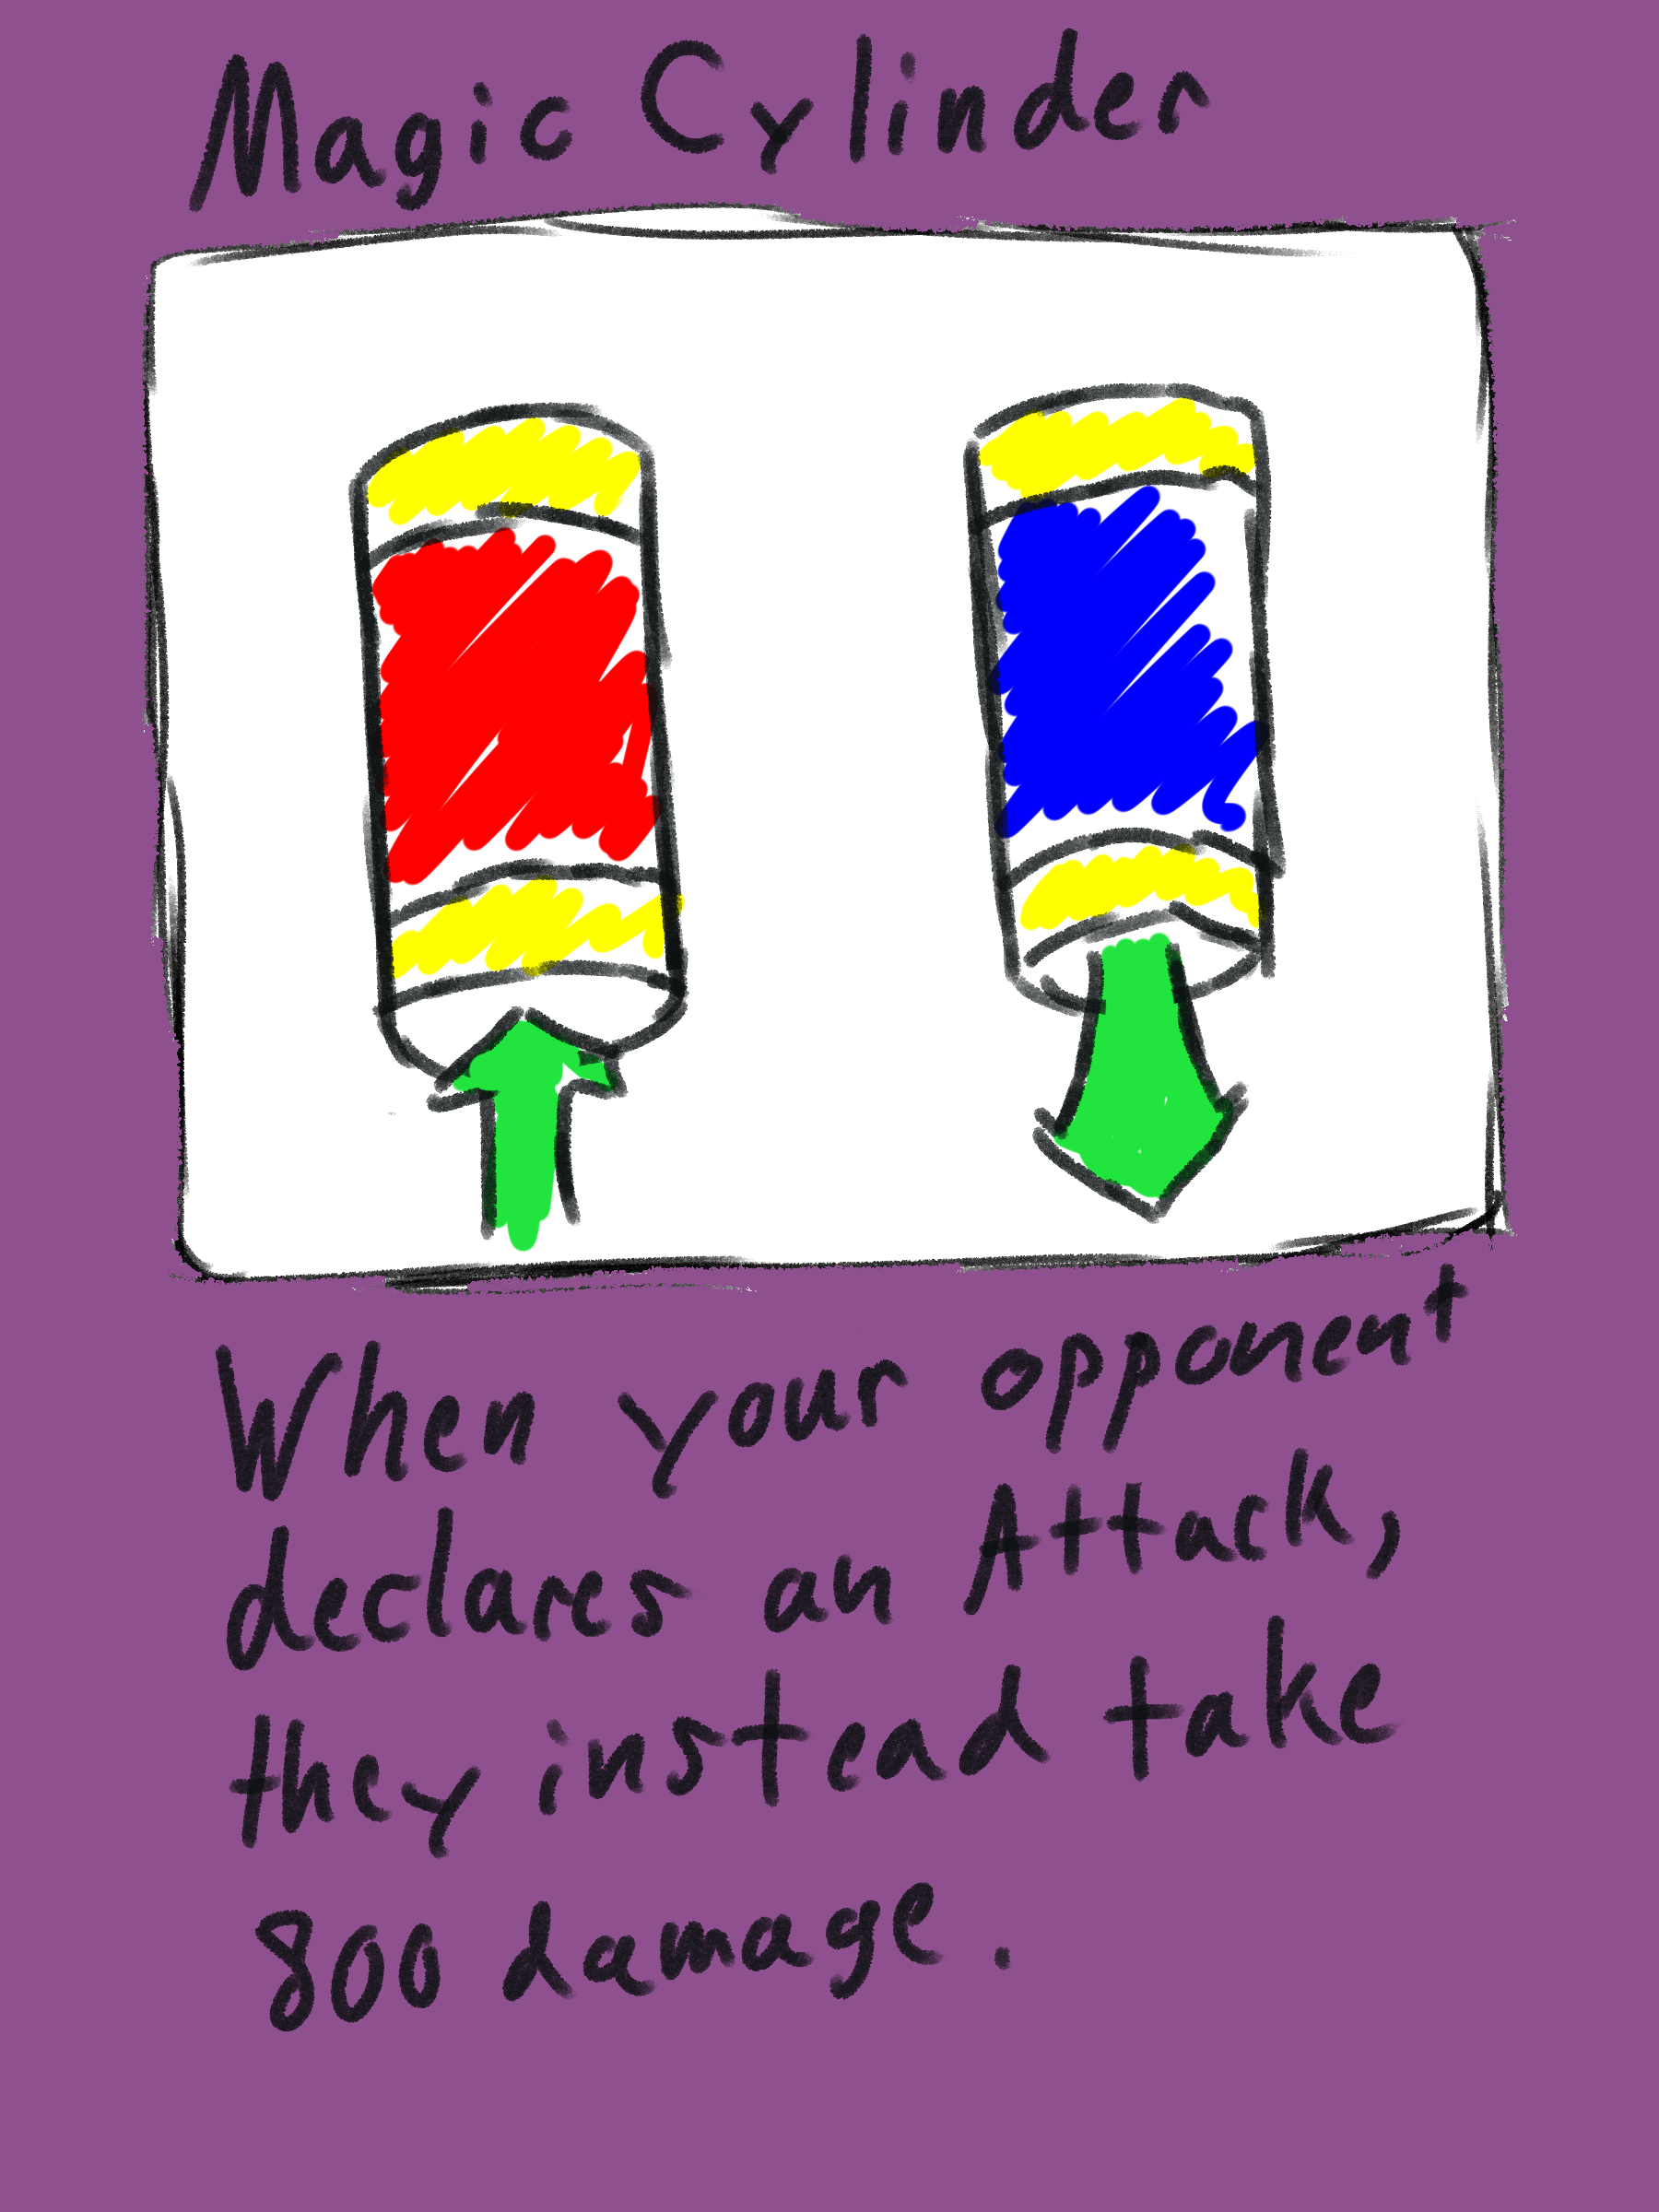 Magic Cylinder
When your opponent
declares an Attack,
they instead take
800 damage.